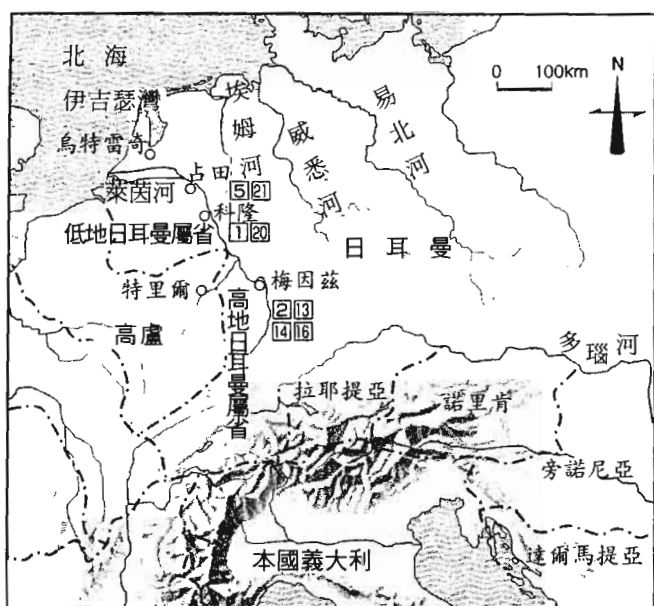 北海
伊吉瑟灣
烏特雷奇
占田
萊茵河
科隆
低地日耳曼屬省
特里爾
高盧
高地日耳曼屬省
梅因茲
5 21
1 20
2 13
14 16
埃姆河
威悉河
易北河
日耳曼
多瑙河
拉耶提亞
諾里肯
旁諾尼亞
達爾馬提亞
本國義大利
0 100km
N